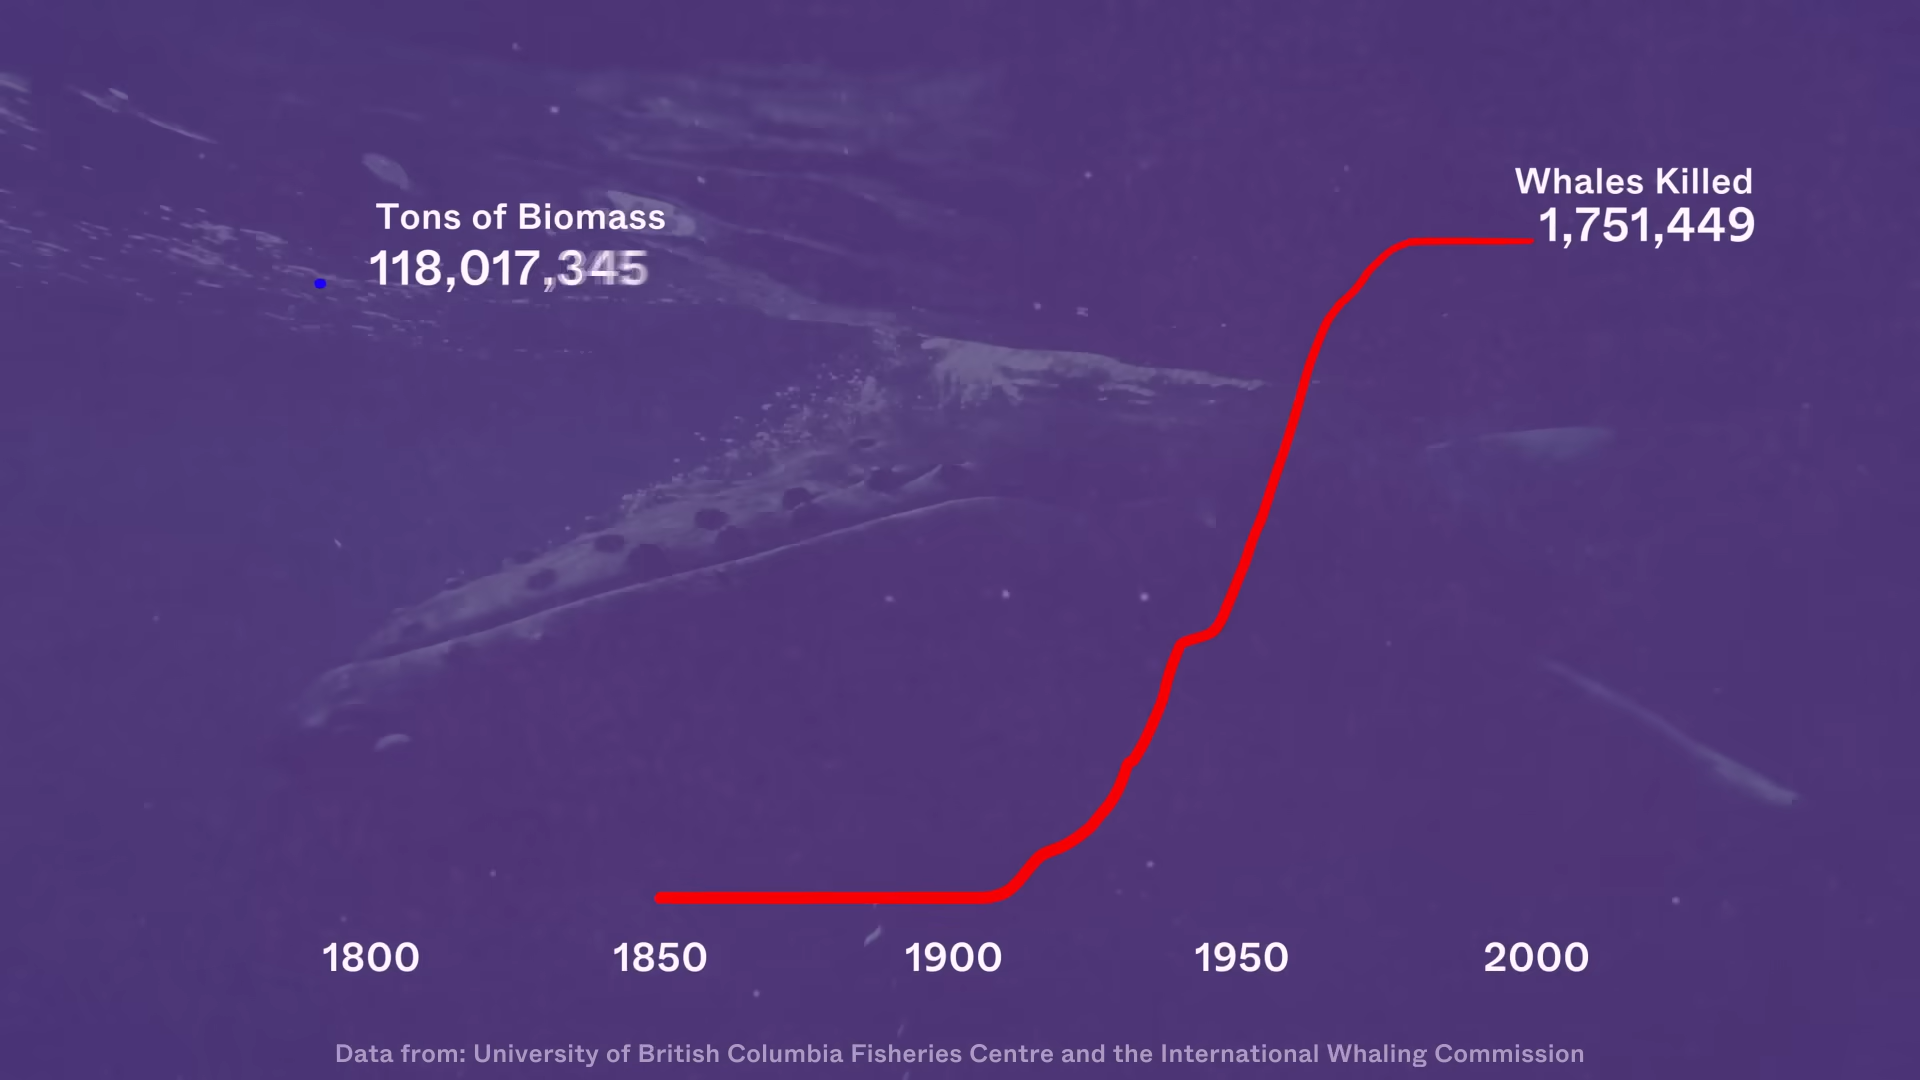 Whales Killed
1,751,449
Tons of Biomass
118,017,345
1800 1850 1900 1950 2000
Data from: University of British Columbia Fisheries Centre and the International Whaling Commission